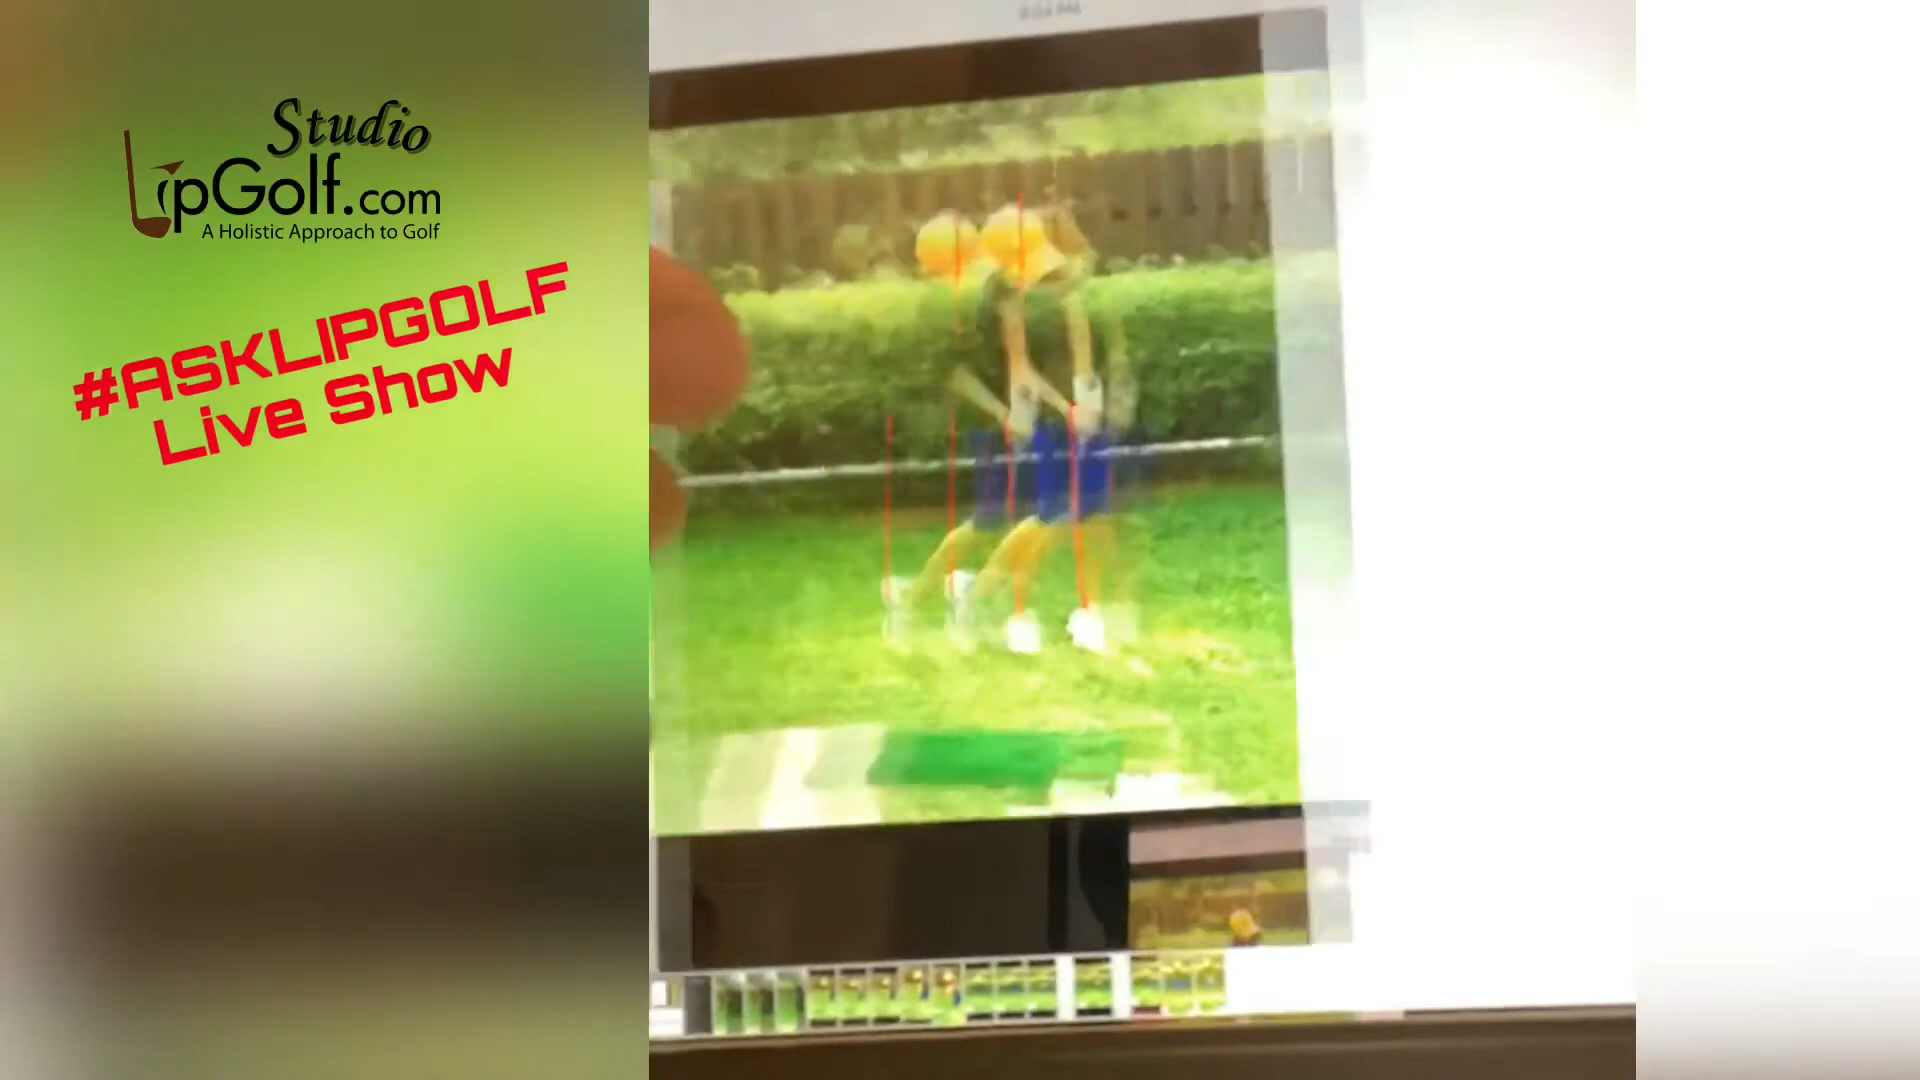 Studio
LipGolf.com
A Holistic Approach to Golf
#ASKLIPGOLF
Live Show